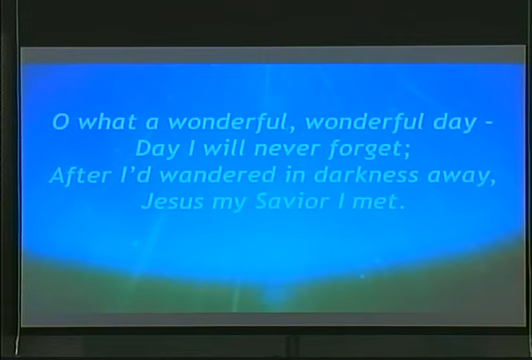 O what a wonderful, wonderful day –
Day I will never forget;
After I'd wandered in darkness away,
Jesus my Savior I met.